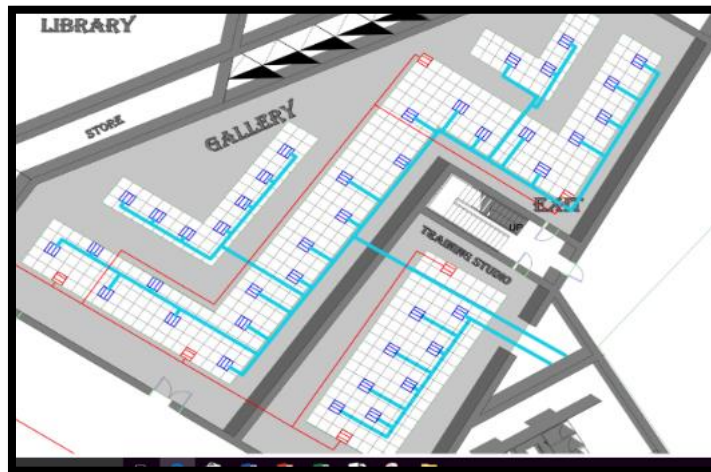 LIBRARY
STORE
GALLERY
EXIT
UP
TRAINING STUDIO